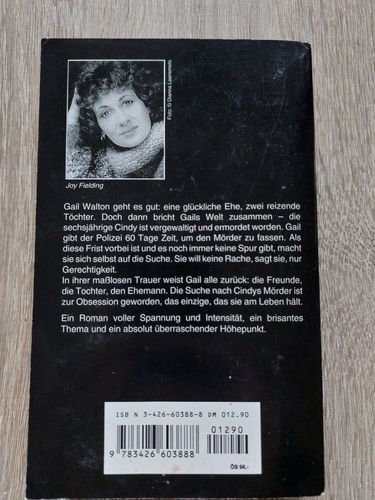 Foto: © Dianna Laanemets
Joy Fielding
Gail Walton geht es gut: eine glückliche Ehe, zwei reizende
Töchter. Doch dann bricht Gails Welt zusammen – die
sechsjährige Cindy ist vergewaltigt und ermordet worden. Gail
gibt der Polizei 60 Tage Zeit, um den Mörder zu fassen. Als
diese Frist vorbei ist und es noch immer keine Spur gibt, macht
sie sich selbst auf die Suche. Sie will keine Rache, sagt sie, nur
Gerechtigkeit.
In ihrer maßlosen Trauer weist Gail alle zurück: die Freunde,
die Tochter, den Ehemann. Die Suche nach Cindys Mörder ist
zur Obsession geworden, das einzige, das sie am Leben hält.
Ein Roman voller Spannung und Intensität, ein brisantes
Thema und ein absolut überraschender Höhepunkt.
ISBN 3-426-60388-8 DM 012.90
01290
9 783426 603888
ÖS 98,-